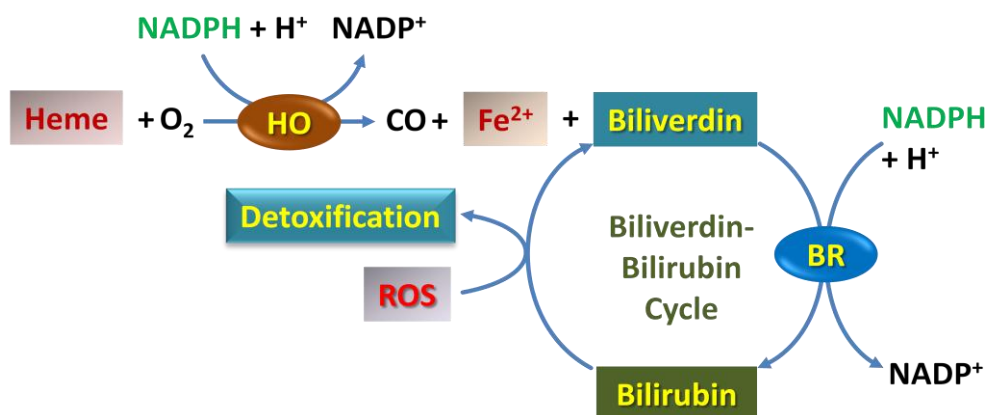 NADPH + H⁺ NADP⁺
Heme + O₂ HO CO + Fe²⁺ + Biliverdin
NADPH
+ H⁺
Detoxification
Biliverdin-
Bilirubin
Cycle
BR
ROS
Bilirubin
NADP⁺